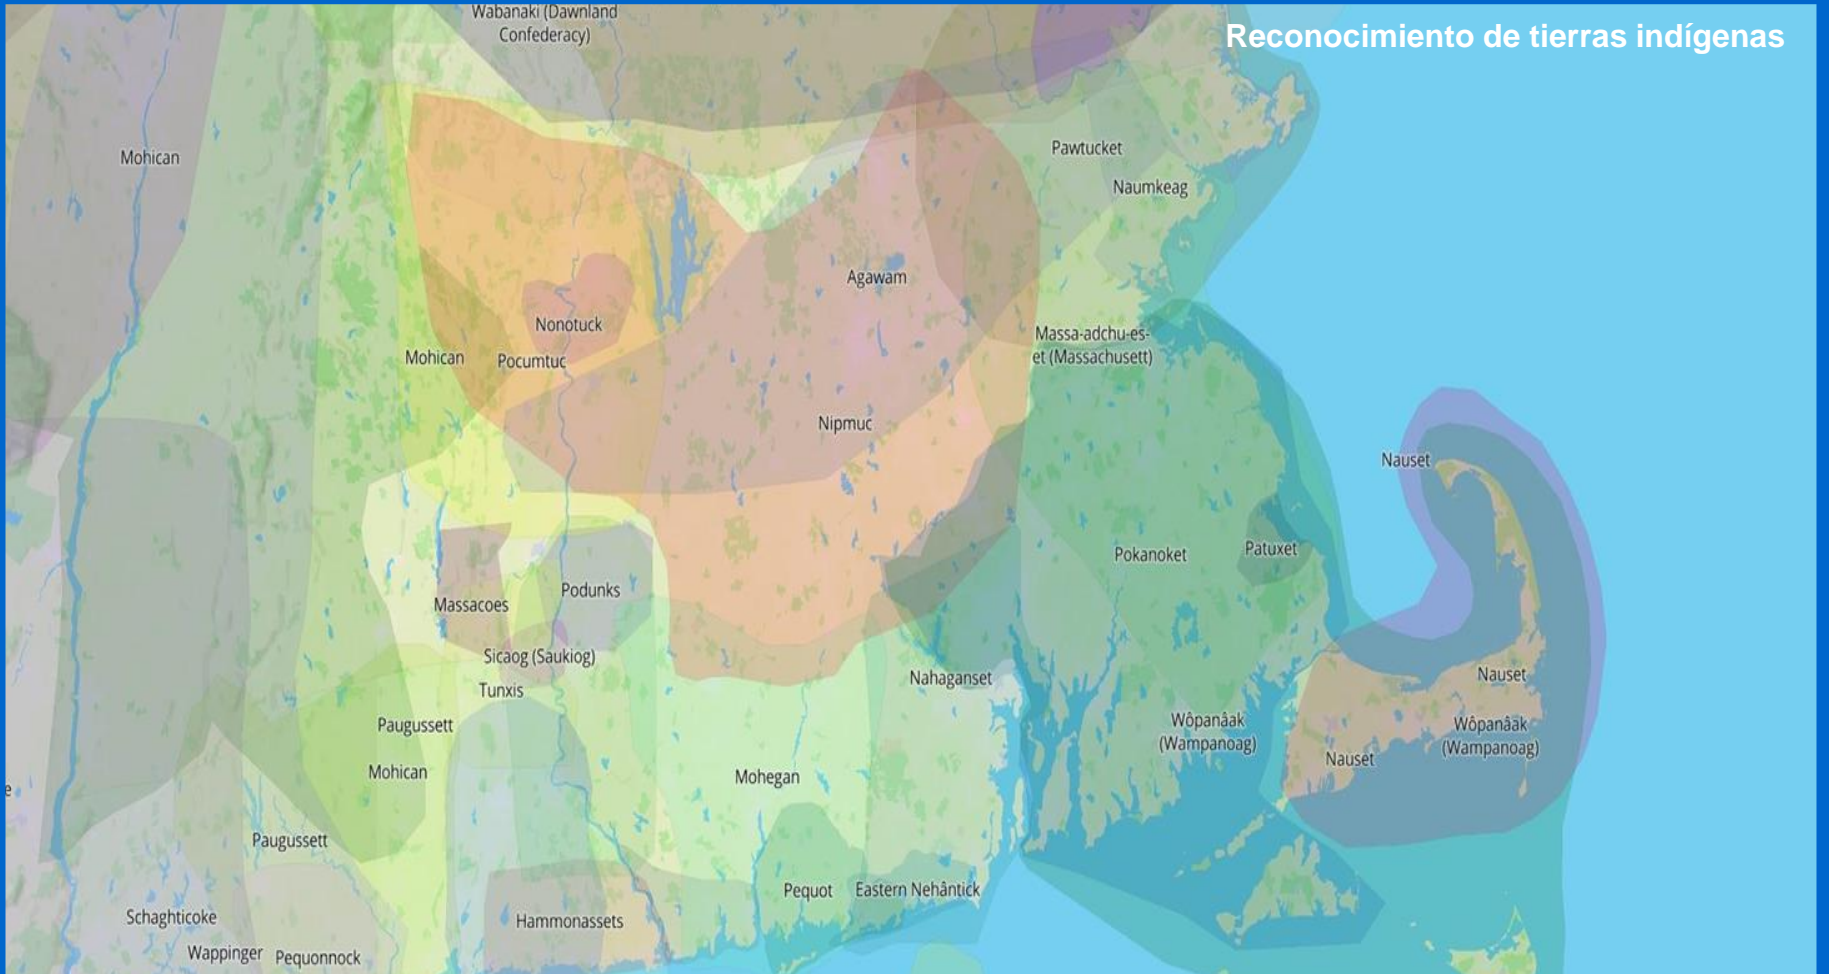 Wabanaki (Dawnland
Confederacy)
Reconocimiento de tierras indígenas
Mohican
Pawtucket
Naumkeag
Agawam
Nonotuck
Mohican
Pocumtuc
Massa-adchu-es-
et (Massachusett)
Nipmuc
Nauset
Pokanoket
Patuxet
Podunks
Massacoes
Sicaog (Saukiog)
Tunxis
Nahaganset
Nauset
Paugussett
Wôpanâak
(Wampanoag)
Wôpanâak
(Wampanoag)
Nauset
Mohican
Mohegan
e
Paugussett
Pequot
Eastern Nehântick
Schaghticoke
Hammonassets
Wappinger
Pequonnock